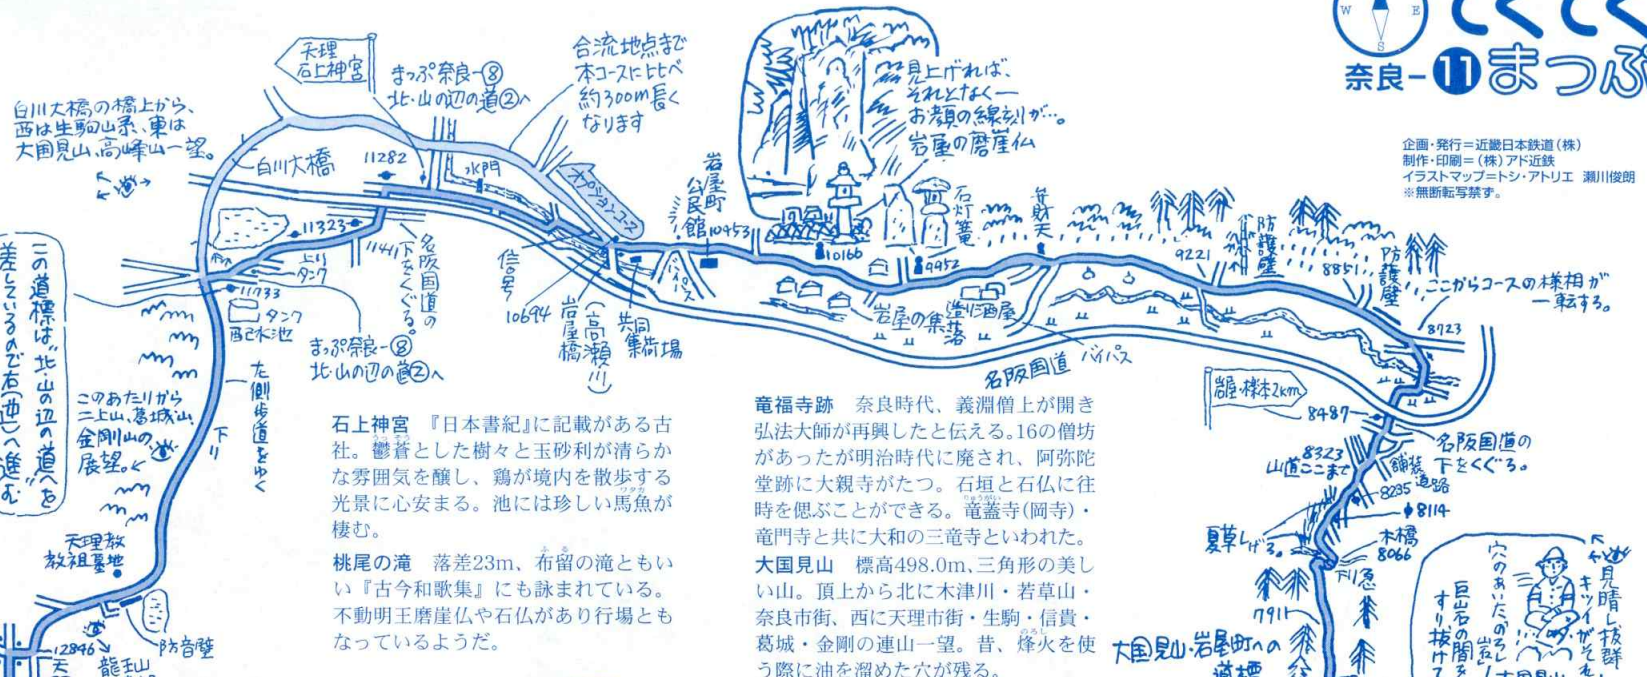 てくてく
奈良－⓫まっぷ
W
E
S
企画・発行＝近畿日本鉄道(株)
制作・印刷＝(株)アド近鉄
イラストマップ＝トシ・アトリエ　瀬川俊朗
※無断転写禁ず。
白川大橋の橋上から、
西は生駒山系、東は
大国見山、高峰山一望。
天理
石上神宮
まっぷ奈良－⑧
北・山の辺の道②へ
合流地点まで
本コースに比べ
約300m長く
なります
白川大橋
11282
水門
オプションコース
岩屋町
公民館
10453
見上げれば、
それとなく
お顔の線刻が…。
岩屋の磨崖仏
石灯篭
弁財天
防護壁
防護壁
10166
9952
9221
8851
ここからコースの様相が
一転する。
8723
11323
11411
名阪国道の
下をくぐる。
上り
タンク
11733
タンク
配水池
まっぷ奈良－⑧
北・山の辺の道②へ
信号
10694
岩屋橋
(高瀬川)
共同
集荷場
バイパス
岩屋の集落
造り酒屋
バイパス
名阪国道
岩屋・櫟本2km
8487
名阪国道の
下をくぐる。
8323
山道ここまで
舗装
道路
8235
8114
夏草しげる。
木橋
8066
下り急
7911
大国見山・岩屋町への
道標
この道標は"北・山の辺の道"へを
差しているので右(逆)へ進む
このあたりから
二上山、葛城山、
金剛山の
展望。
左側歩道をゆく
下り
天理教
教祖墓地
防音壁
12846
龍王山
石上神宮　『日本書紀』に記載がある古
社。鬱蒼とした樹々と玉砂利が清らか
な雰囲気を醸し、鶏が境内を散歩する
光景に心安まる。池には珍しい馬魚が
棲む。
桃尾の滝　落差23m、布留の滝ともい
い『古今和歌集』にも詠まれている。
不動明王磨崖仏や石仏があり行場とも
なっているようだ。
竜福寺跡　奈良時代、義淵僧上が開き
弘法大師が再興したと伝える。16の僧坊
があったが明治時代に廃され、阿弥陀
堂跡に大親寺がたつ。石垣と石仏に往
時を偲ぶことができる。竜蓋寺(岡寺)・
竜門寺と共に大和の三竜寺といわれた。
大国見山　標高498.0m、三角形の美し
い山。頂上から北に木津川・若草山・
奈良市街、西に天理市街・生駒・信貴・
葛城・金剛の連山一望。昔、烽火を使
う際に油を溜めた穴が残る。
見晴し抜群
巨岩石の間を
すり抜けて
大国見山